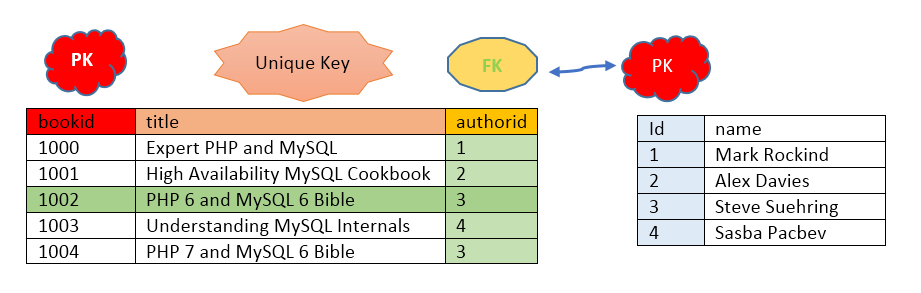 PK Unique Key FK PK
bookid title authorid
1000 Expert PHP and MySQL 1
1001 High Availability MySQL Cookbook 2
1002 PHP 6 and MySQL 6 Bible 3
1003 Understanding MySQL Internals 4
1004 PHP 7 and MySQL 6 Bible 3
Id name
1 Mark Rockind
2 Alex Davies
3 Steve Suehring
4 Sasba Pacbev